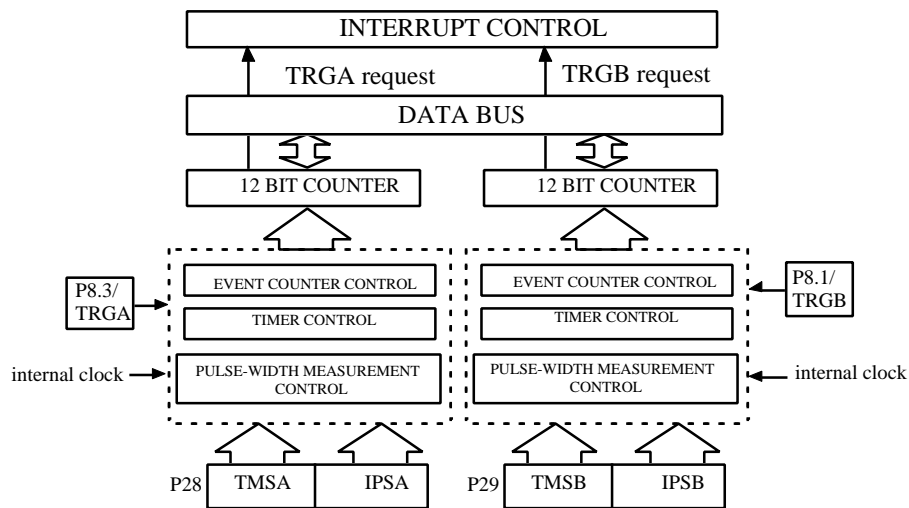 INTERRUPT CONTROL
TRGA request
TRGB request
DATA BUS
12 BIT COUNTER
12 BIT COUNTER
EVENT COUNTER CONTROL
EVENT COUNTER CONTROL
P8.3/
TRGA
P8.1/
TRGB
TIMER CONTROL
TIMER CONTROL
internal clock
PULSE-WIDTH MEASUREMENT
CONTROL
PULSE-WIDTH MEASUREMENT
CONTROL
internal clock
P28
TMSA
IPSA
P29
TMSB
IPSB